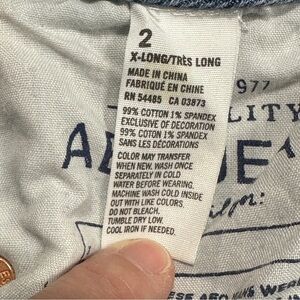 2
X-LONG/TRÈS LONG
MADE IN CHINA
FABRIQUÉ EN CHINE
RN 54485 CA 03873
99% COTTON 1% SPANDEX
EXCLUSIVE OF DECORATION
99% COTTON 1% SPANDEX
SANS LES DÉCORATIONS
COLOR MAY TRANSFER
WHEN NEW. WASH ONCE
SEPARATELY IN COLD
WATER BEFORE WEARING.
MACHINE WASH COLD INSIDE
OUT WITH LIKE COLORS.
DO NOT BLEACH.
TUMBLE DRY LOW.
COOL IRON IF NEEDED.
977
LITY